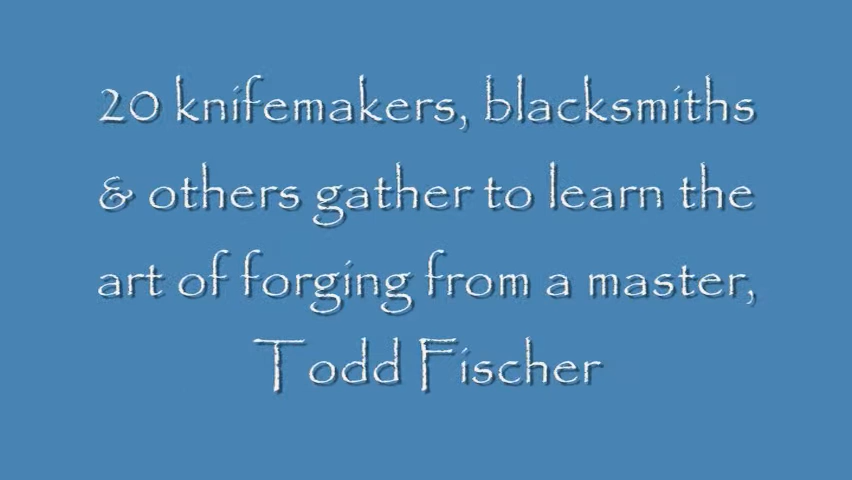 20 knifemakers, blacksmiths
& others gather to learn the
art of forging from a master,
Todd Fischer